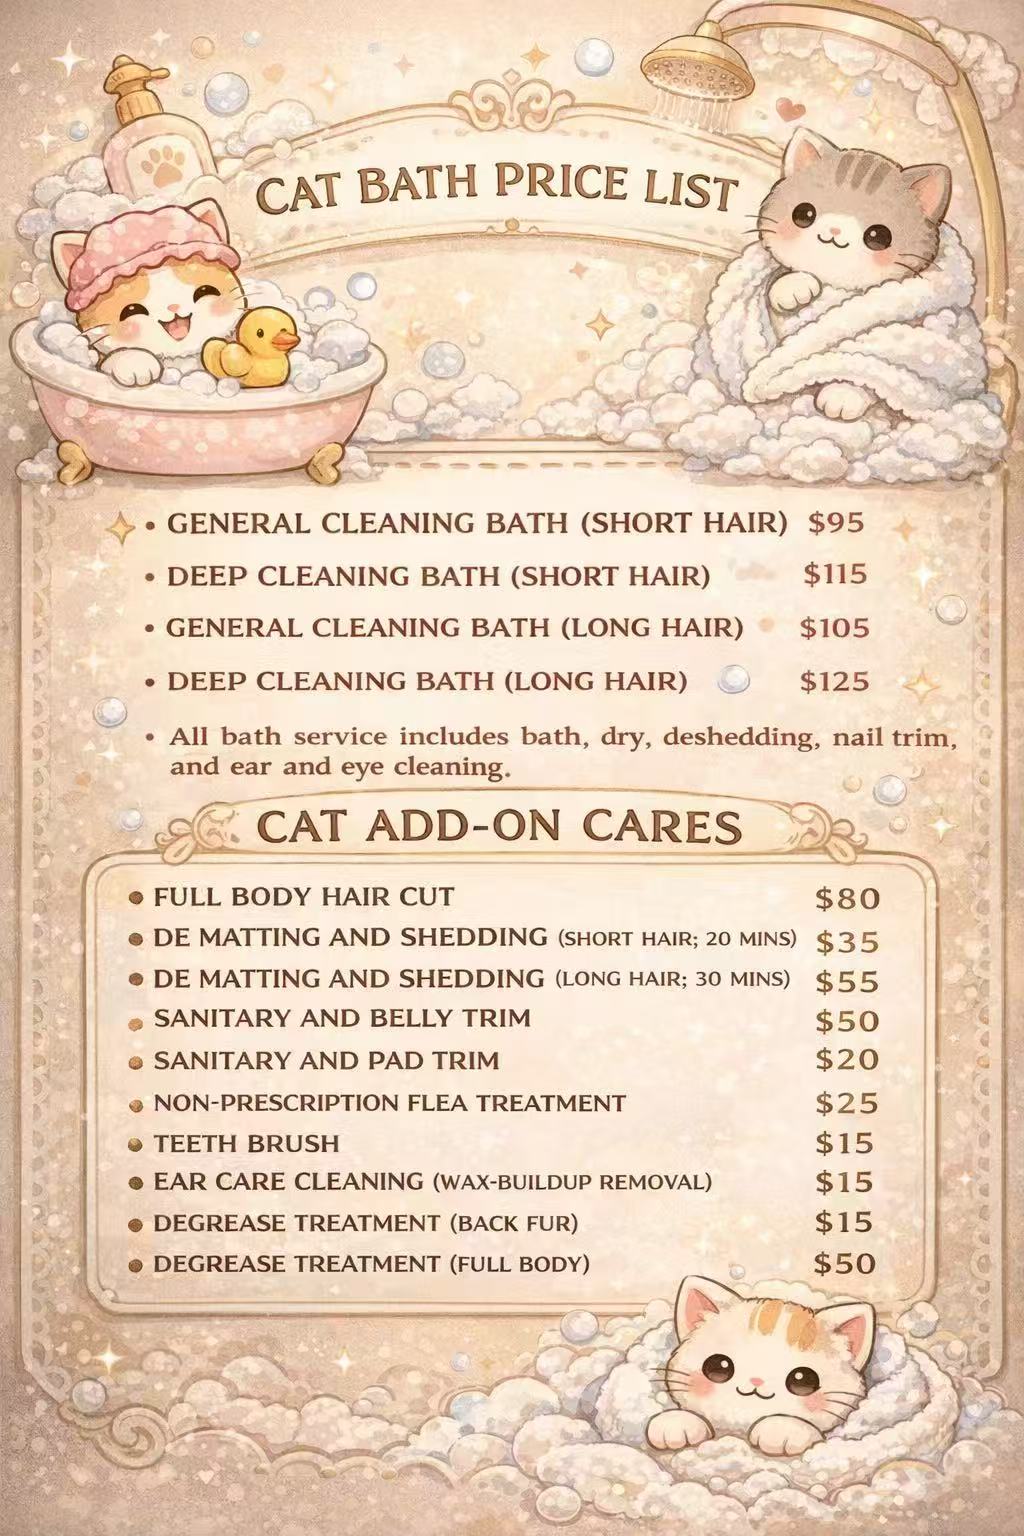 CAT BATH PRICE LIST
• GENERAL CLEANING BATH (SHORT HAIR) $95
• DEEP CLEANING BATH (SHORT HAIR) $115
• GENERAL CLEANING BATH (LONG HAIR) $105
• DEEP CLEANING BATH (LONG HAIR) $125
• All bath service includes bath, dry, deshedding, nail trim,
and ear and eye cleaning.
CAT ADD-ON CARES
• FULL BODY HAIR CUT $80
• DE MATTING AND SHEDDING (SHORT HAIR; 20 MINS) $35
• DE MATTING AND SHEDDING (LONG HAIR; 30 MINS) $55
• SANITARY AND BELLY TRIM $50
• SANITARY AND PAD TRIM $20
• NON-PRESCRIPTION FLEA TREATMENT $25
• TEETH BRUSH $15
• EAR CARE CLEANING (WAX-BUILDUP REMOVAL) $15
• DEGREASE TREATMENT (BACK FUR) $15
• DEGREASE TREATMENT (FULL BODY) $50